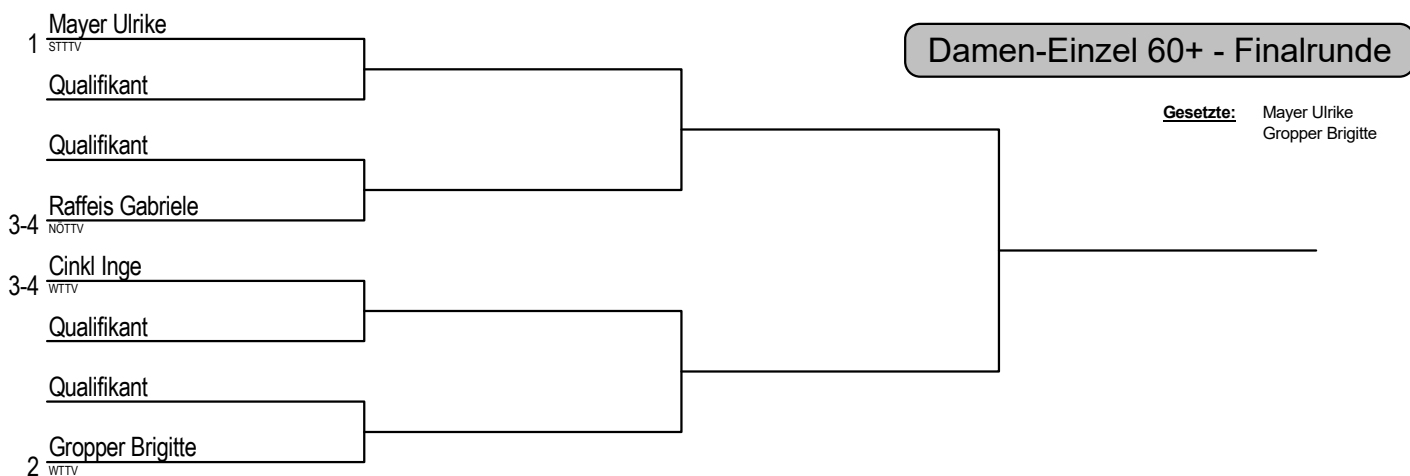 Mayer Ulrike
1
STTTV
Damen-Einzel 60+ - Finalrunde
Qualifikant
Gesetzte: Mayer Ulrike
Gropper Brigitte
Qualifikant
Raffeis Gabriele
3-4
NÖTTV
Cinkl Inge
3-4
WTTV
Qualifikant
Qualifikant
Gropper Brigitte
2
WTTV